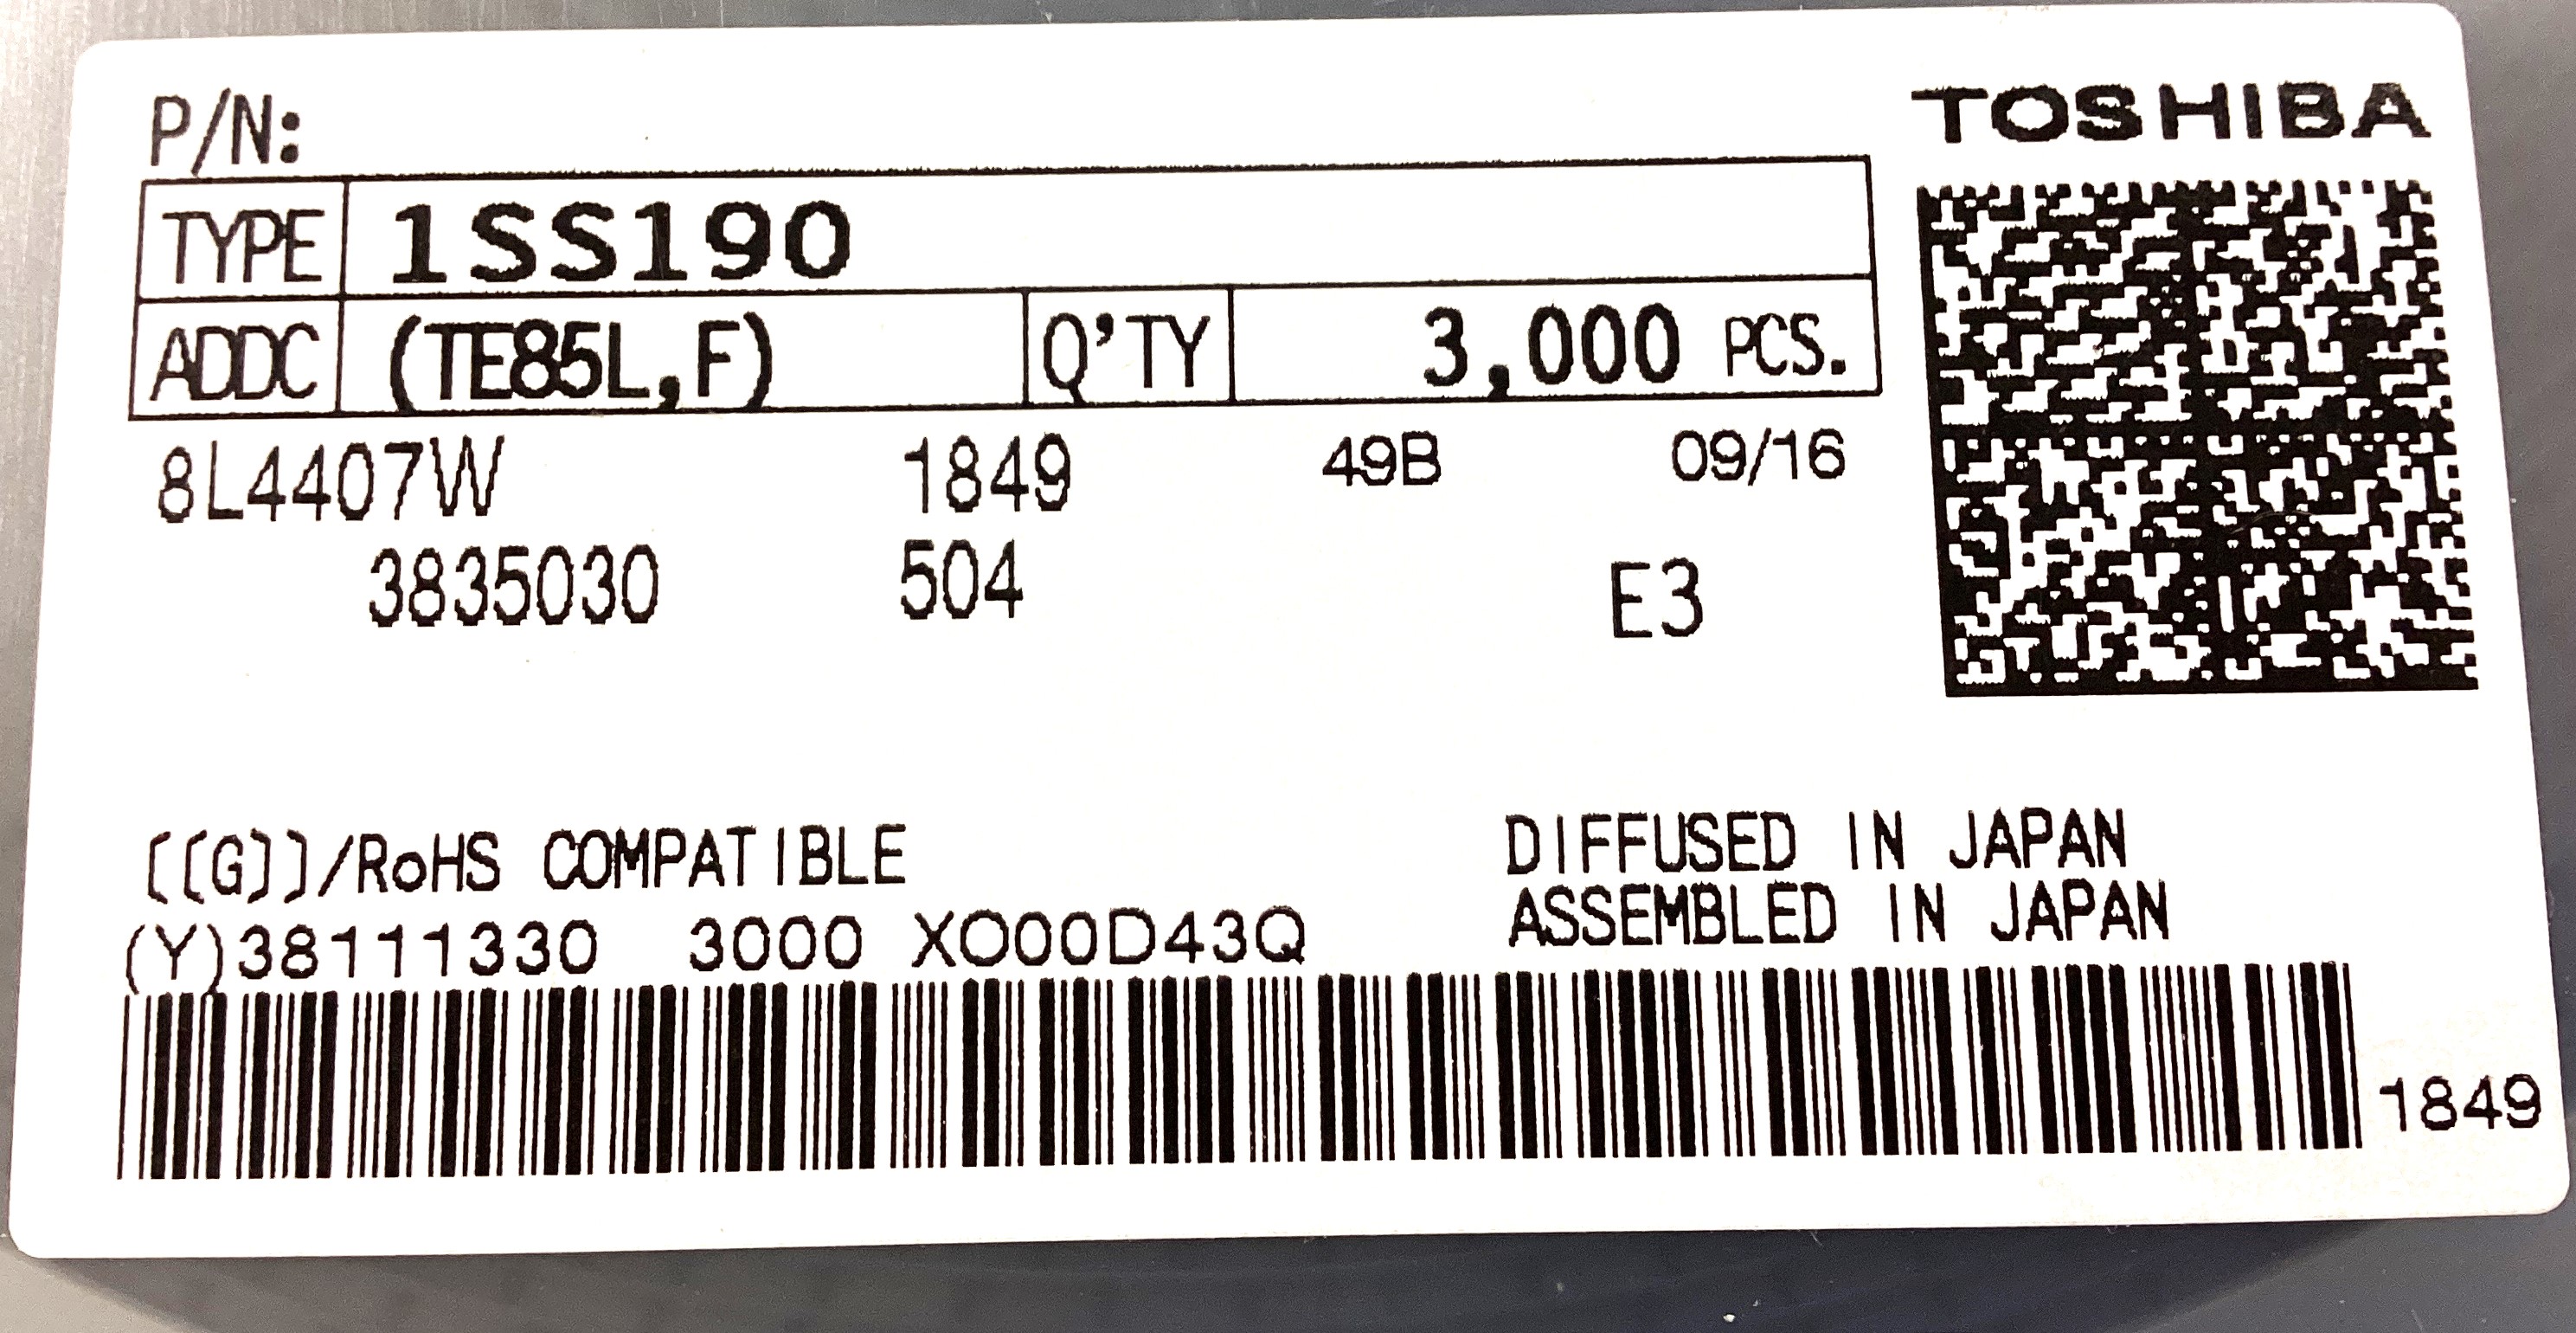 P/N:
TOSHIBA
TYPE 1SS190
ADDC (TE85L,F) Q'TY 3,000 PCS.
8L4407W 1849 49B 09/16
3835030 504 E3
[[G]]/RoHS COMPATIBLE
DIFFUSED IN JAPAN
ASSEMBLED IN JAPAN
(Y)38111330 3000 XO00D43Q
1849